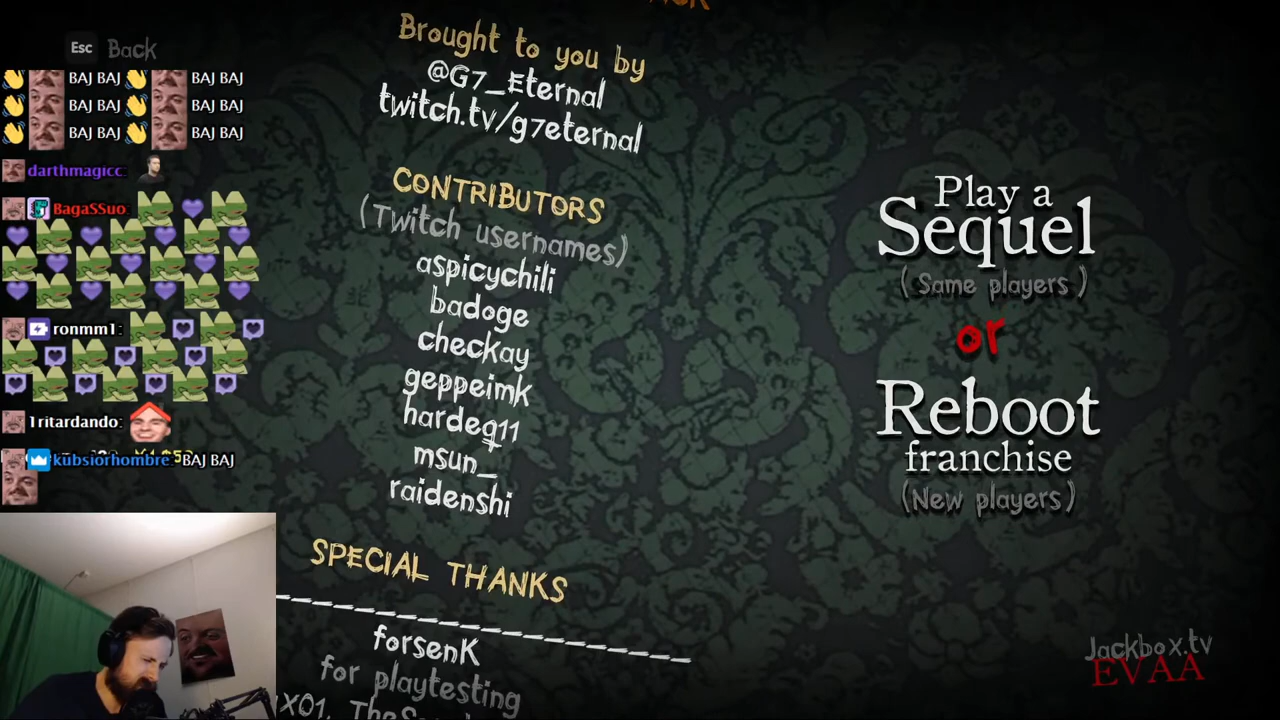 Esc Back
BAJ BAJ BAJ BAJ
BAJ BAJ BAJ BAJ
BAJ BAJ BAJ BAJ
darthmagicc:
BagaSSuo:
ronmm1:
1ritardando:
kubsiorhombre: BAJ BAJ
Brought to you by
@G7_Eternal
twitch.tv/g7eternal
CONTRIBUTORS
(Twitch usernames)
aspicychili
badoge
checkay
geppeimk
hardeq11
msun_
raidenshi
SPECIAL THANKS
forsenK
for playtesting
Play a
Sequel
(Same players)
or
Reboot
franchise
(New players)
Jackbox.tv
EVAA